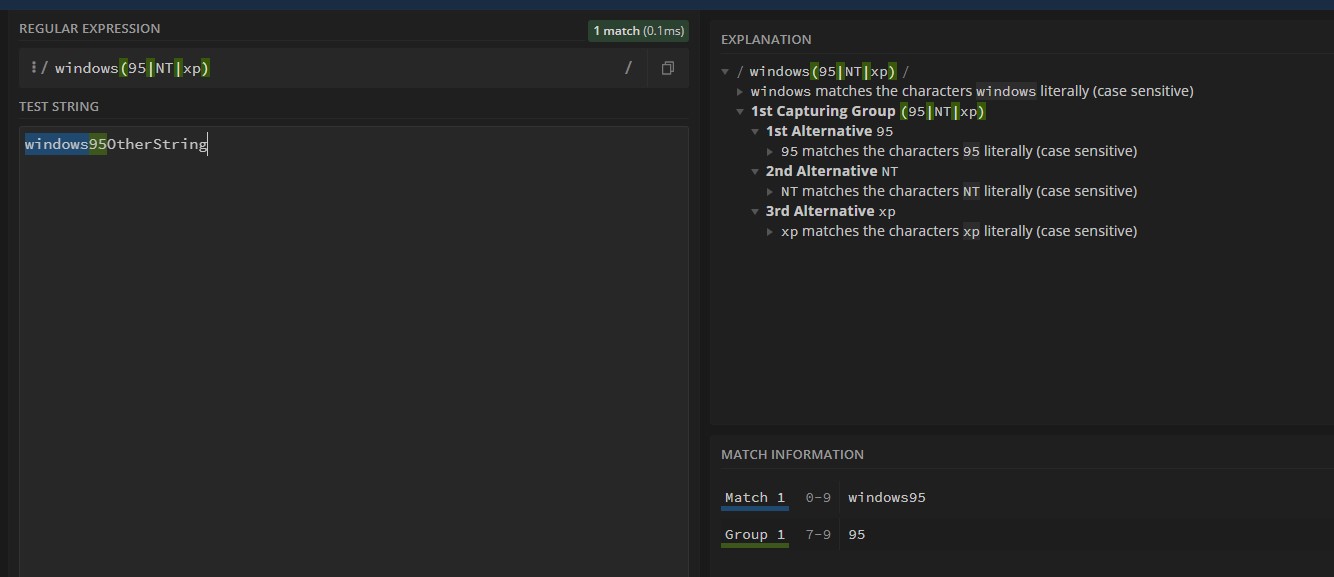 REGULAR EXPRESSION
1 match (0.1ms)
/ windows(95|NT|xp) /
TEST STRING
windows95OtherString
EXPLANATION
/ windows(95|NT|xp) /
windows matches the characters windows literally (case sensitive)
1st Capturing Group (95|NT|xp)
1st Alternative 95
95 matches the characters 95 literally (case sensitive)
2nd Alternative NT
NT matches the characters NT literally (case sensitive)
3rd Alternative xp
xp matches the characters xp literally (case sensitive)
MATCH INFORMATION
Match 1 0-9 windows95
Group 1 7-9 95